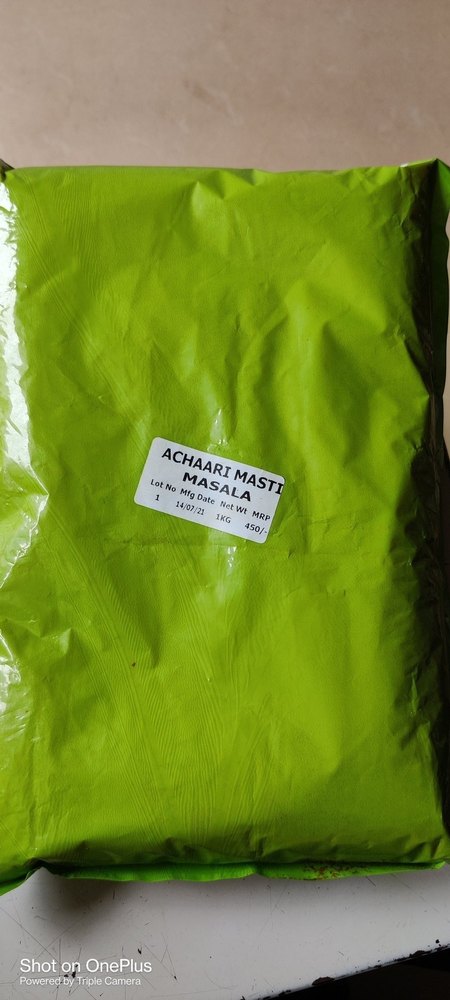 ACHAARI MASTI
MASALA
Lot No Mfg Date Net Wt MRP
1 14/07/21 1KG 450/-
Shot on OnePlus
Powered by Triple Camera